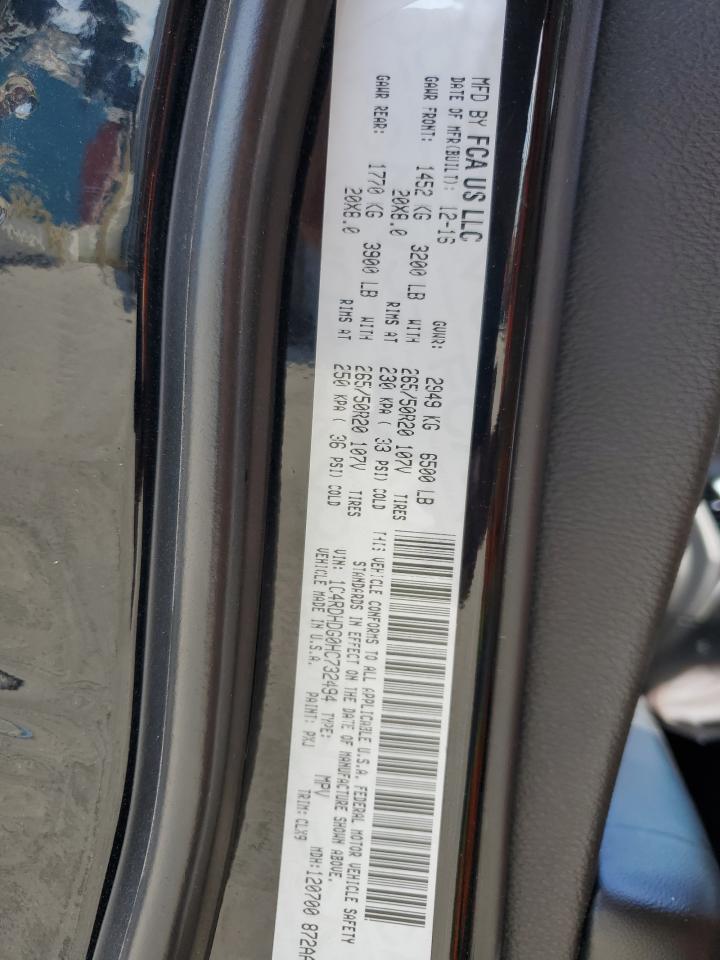 MFD BY FCA US LLC
DATE OF MFR(BUILT): 12-16 GVWR: 2949 KG 6500 LB
GAWR FRONT: 1452 KG 3200 LB WITH 265/50R20 107V TIRES
20X8.0 RIMS AT 230 KPA ( 33 PSI) COLD
GAWR REAR: 1770 KG 3900 LB WITH 265/50R20 107V TIRES
20X8.0 RIMS AT 250 KPA ( 36 PSI) COLD
THIS VEHICLE CONFORMS TO ALL APPLICABLE U.S.A. FEDERAL MOTOR VEHICLE SAFETY
STANDARDS IN EFFECT ON THE DATE OF MANUFACTURE SHOWN ABOVE.
VIN: 1C4RDHDG0HC732494 TYPE: MPV MDH:120700 872AA
VEHICLE MADE IN U.S.A. PAINT: PXJ TRIM:CLX9